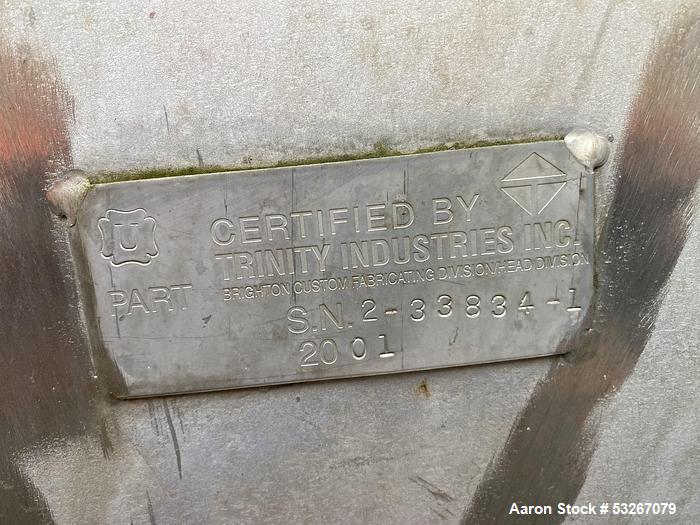 U
PART
CERTIFIED BY
TRINITY INDUSTRIES INC.
BRIGHTON CUSTOM FABRICATING DIVISION/HEAD DIVISION
S.N. 2-33834-1
2001
T
Aaron Stock # 53267079